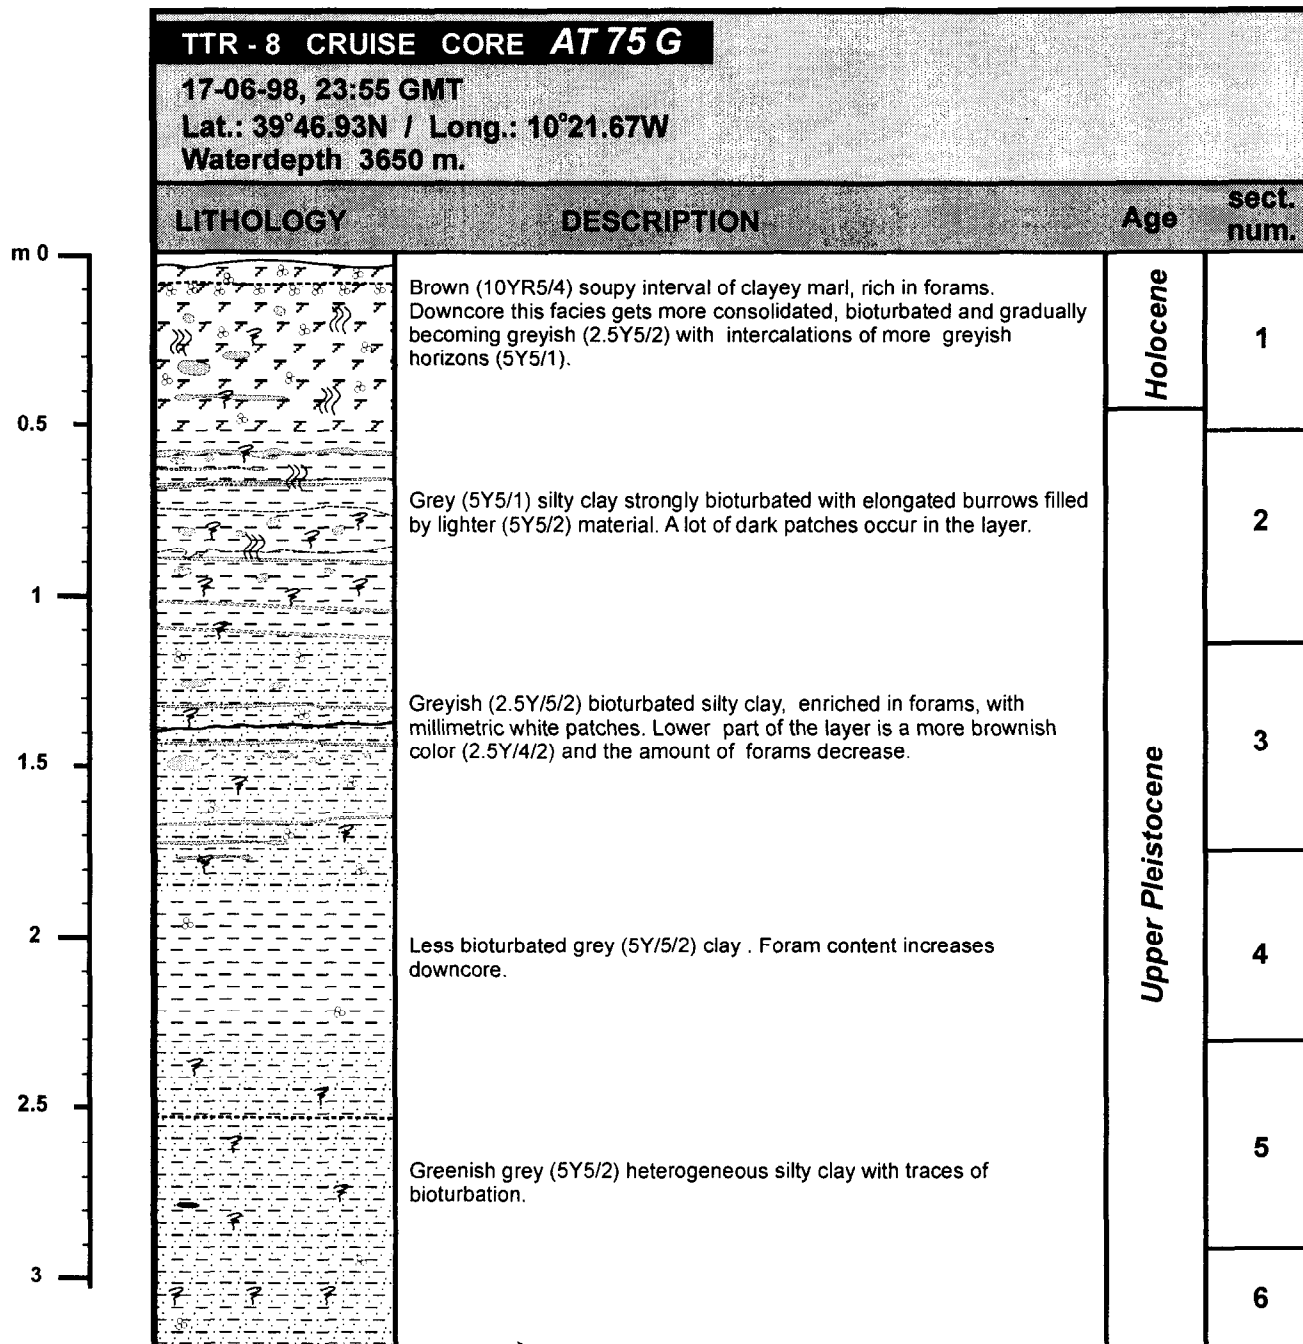 TTR - 8 CRUISE CORE AT 75 G
17-06-98, 23:55 GMT
Lat.: 39°46.93N / Long.: 10°21.67W
Waterdepth 3650 m.
LITHOLOGY DESCRIPTION Age sect. num.
m 0
Brown (10YR5/4) soupy interval of clayey marl, rich in forams.
Downcore this facies gets more consolidated, bioturbated and gradually
becoming greyish (2.5Y5/2) with intercalations of more greyish
horizons (5Y5/1).
Holocene
1
0.5
Grey (5Y5/1) silty clay strongly bioturbated with elongated burrows filled
by lighter (5Y5/2) material. A lot of dark patches occur in the layer.
2
1
Greyish (2.5Y/5/2) bioturbated silty clay, enriched in forams, with
millimetric white patches. Lower part of the layer is a more brownish
color (2.5Y/4/2) and the amount of forams decrease.
3
1.5
Upper Pleistocene
2
Less bioturbated grey (5Y/5/2) clay . Foram content increases
downcore.
4
2.5
Greenish grey (5Y5/2) heterogeneous silty clay with traces of
bioturbation.
5
3
6